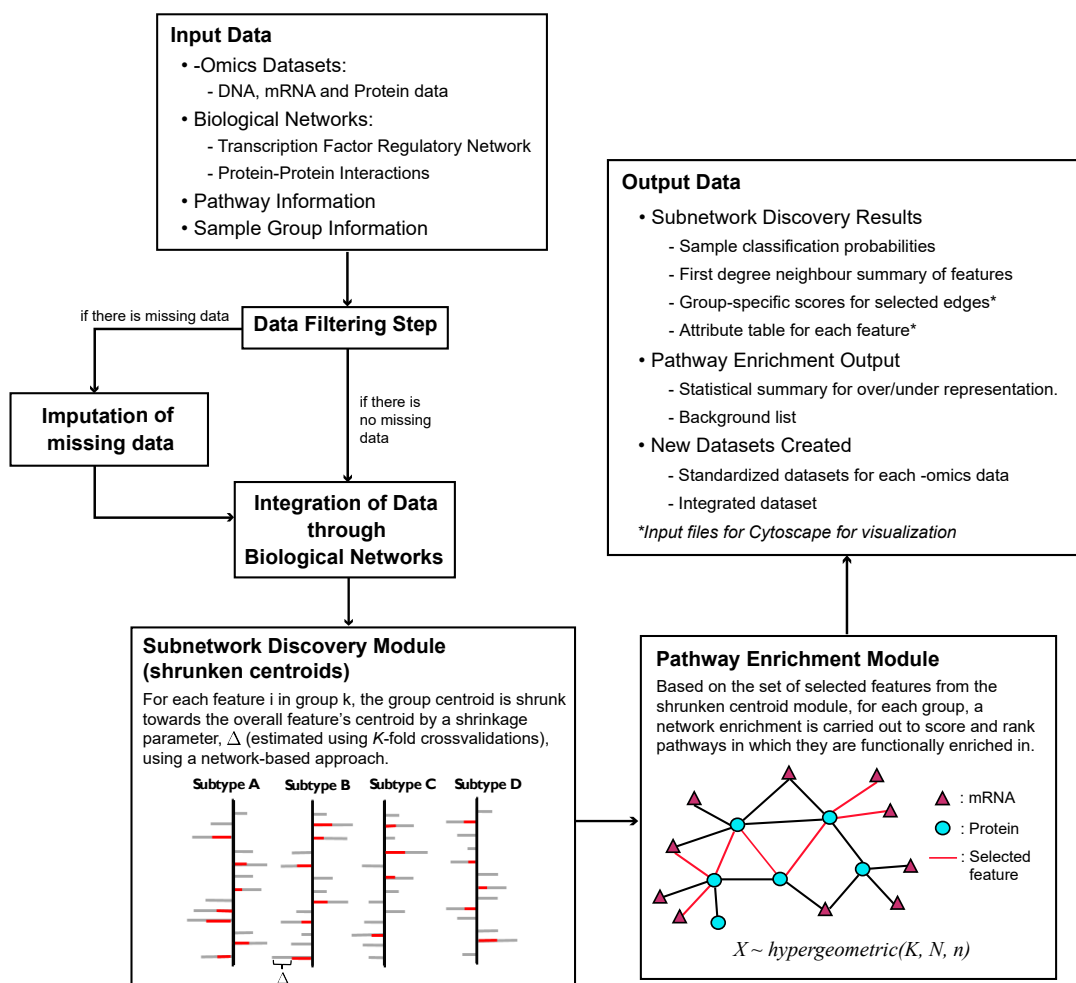 Input Data
• -Omics Datasets:
- DNA, mRNA and Protein data
• Biological Networks:
- Transcription Factor Regulatory Network
- Protein-Protein Interactions
• Pathway Information
• Sample Group Information
if there is missing data
Data Filtering Step
Imputation of
missing data
if there is
no missing
data
Integration of Data
through
Biological Networks
Subnetwork Discovery Module
(shrunken centroids)
For each feature i in group k, the group centroid is shrunk
towards the overall feature's centroid by a shrinkage
parameter, Δ (estimated using K-fold crossvalidations),
using a network-based approach.
Subtype A Subtype B Subtype C Subtype D
Δ
Pathway Enrichment Module
Based on the set of selected features from the
shrunken centroid module, for each group, a
network enrichment is carried out to score and rank
pathways in which they are functionally enriched in.
: mRNA
: Protein
: Selected
feature
X ~ hypergeometric(K, N, n)
Output Data
• Subnetwork Discovery Results
- Sample classification probabilities
- First degree neighbour summary of features
- Group-specific scores for selected edges*
- Attribute table for each feature*
• Pathway Enrichment Output
- Statistical summary for over/under representation.
- Background list
• New Datasets Created
- Standardized datasets for each -omics data
- Integrated dataset
*Input files for Cytoscape for visualization